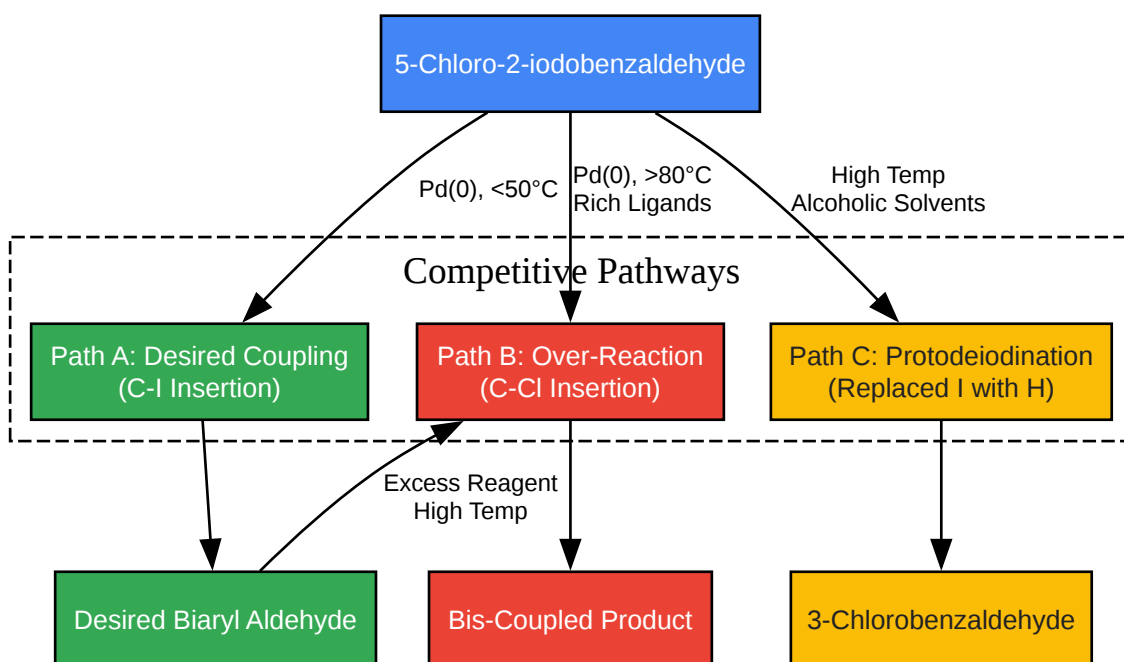 5-Chloro-2-iodobenzaldehyde
Pd(0), <50°C
Pd(0), >80°C
Rich Ligands
High Temp
Alcoholic Solvents
Competitive Pathways
Path A: Desired Coupling
(C-I Insertion)
Path B: Over-Reaction
(C-Cl Insertion)
Path C: Protodeiodination
(Replaced I with H)
Excess Reagent
High Temp
Desired Biaryl Aldehyde
Bis-Coupled Product
3-Chlorobenzaldehyde